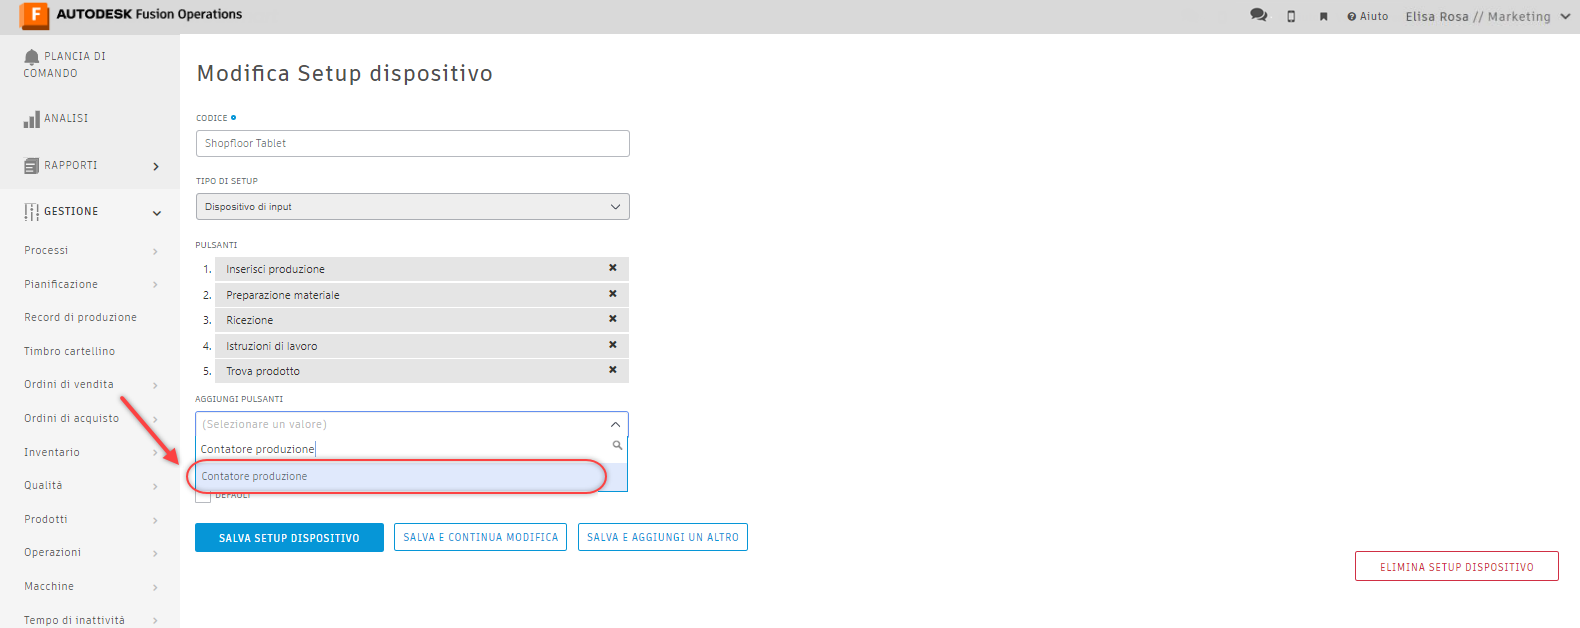 AUTODESK Fusion Operations
Aiuto
Elisa Rosa // Marketing
PLANCIA DI
COMANDO
ANALISI
RAPPORTI
GESTIONE
Processi
Pianificazione
Record di produzione
Timbro cartellino
Ordini di vendita
Ordini di acquisto
Inventario
Qualità
Prodotti
Operazioni
Macchine
Tempo di inattività
Modifica Setup dispositivo
CODICE
Shopfloor Tablet
TIPO DI SETUP
Dispositivo di input
PULSANTI
1. Inserisci produzione
2. Preparazione materiale
3. Ricezione
4. Istruzioni di lavoro
5. Trova prodotto
AGGIUNGI PULSANTI
(Selezionare un valore)
Contatore produzione
Contatore produzione
DEFAULT
SALVA SETUP DISPOSITIVO
SALVA E CONTINUA MODIFICA
SALVA E AGGIUNGI UN ALTRO
ELIMINA SETUP DISPOSITIVO